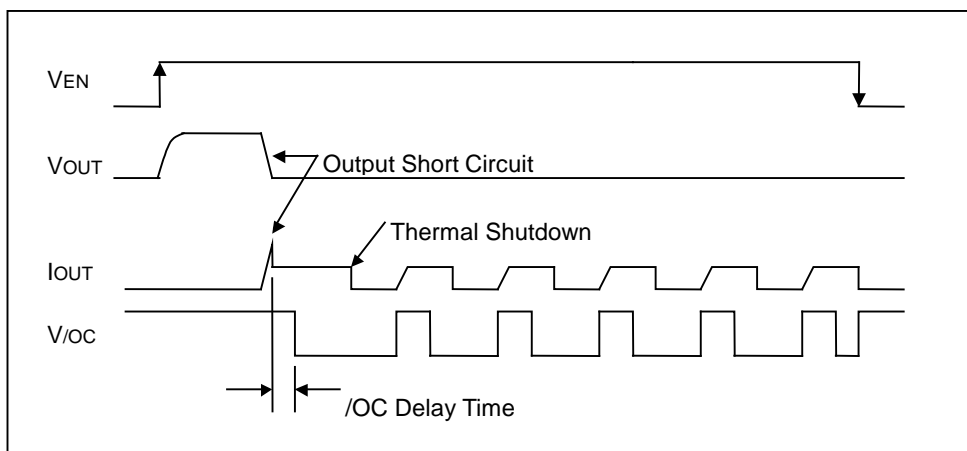 VEN
VOUT
Output Short Circuit
Thermal Shutdown
IOUT
V/OC
/OC Delay Time